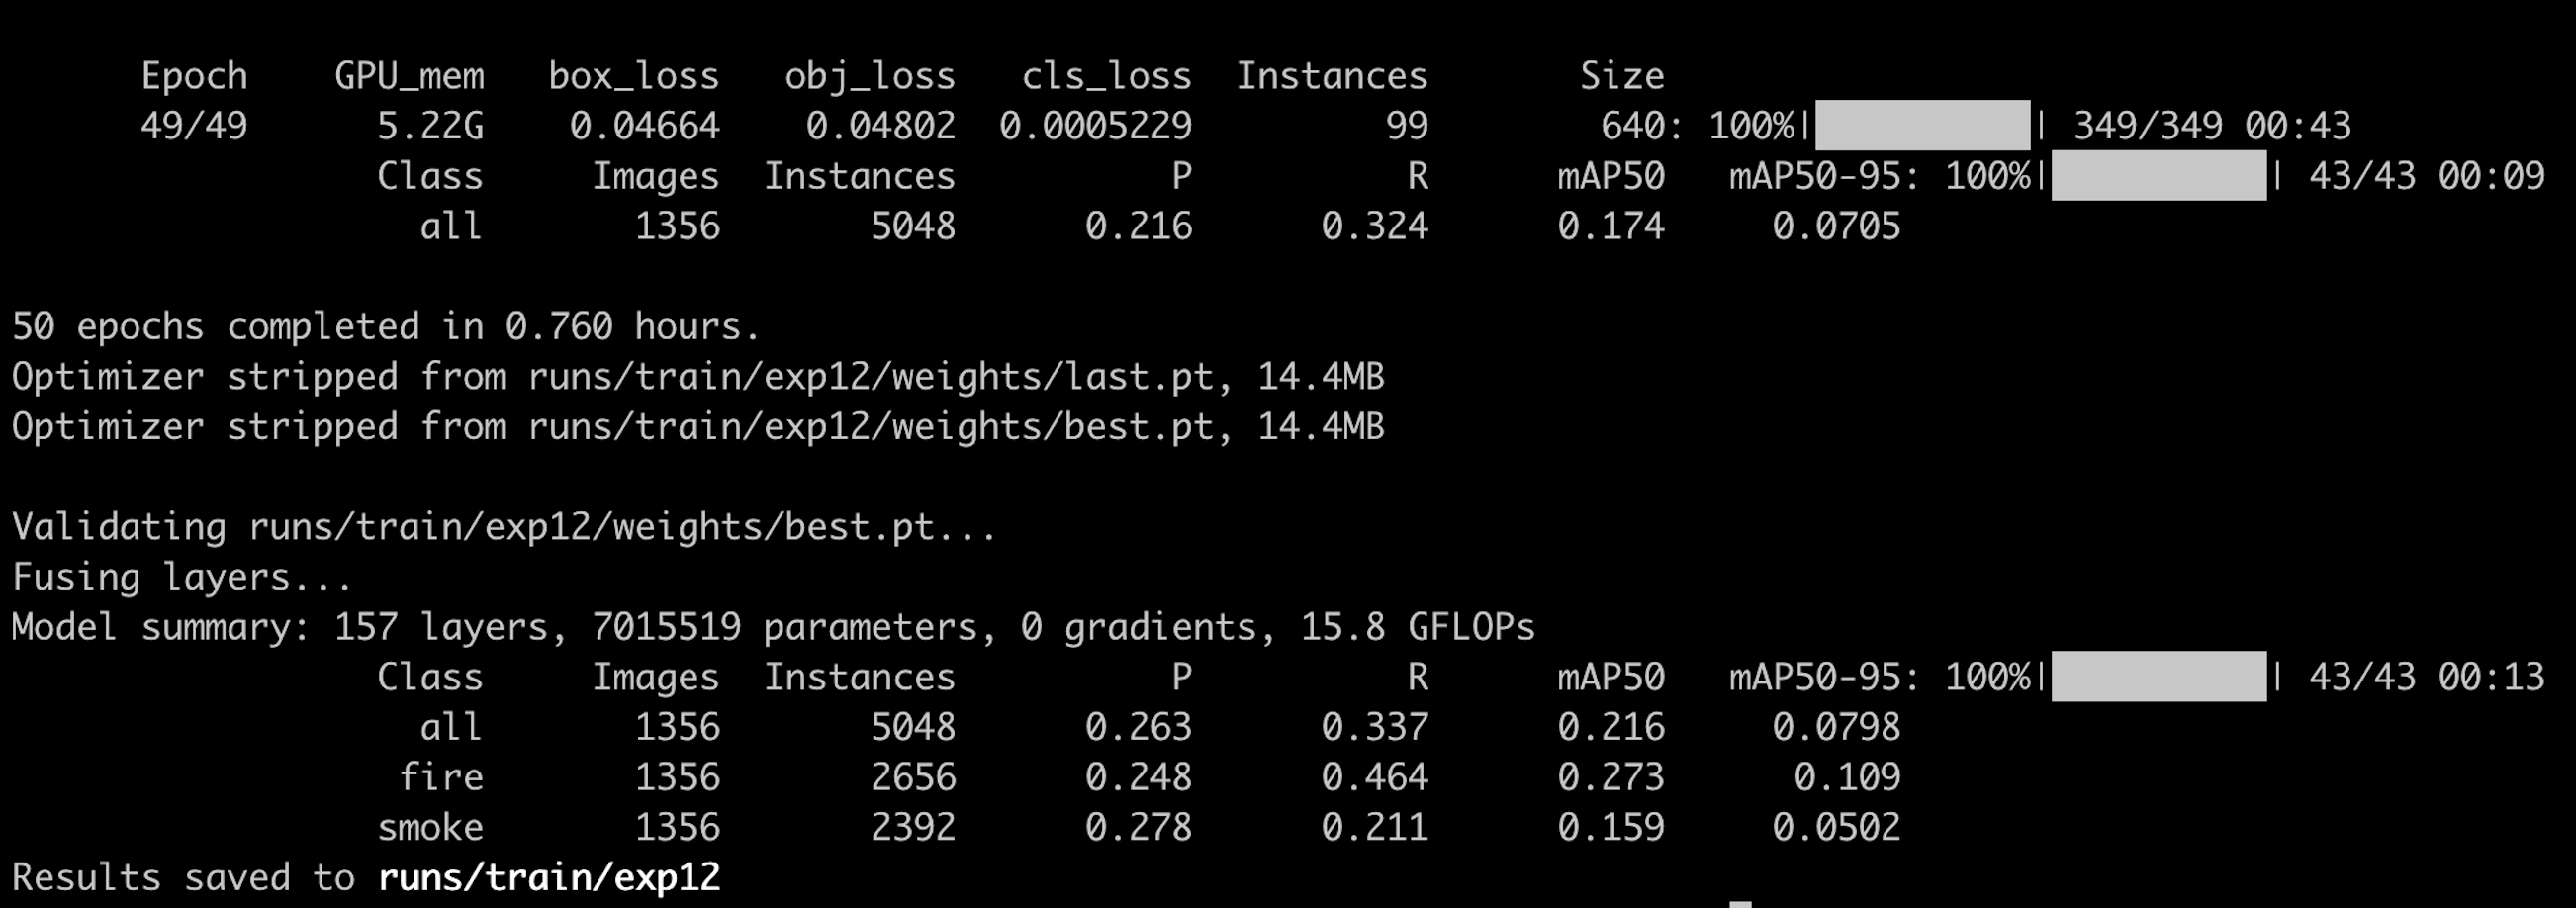 Epoch GPU_mem box_loss obj_loss cls_loss Instances Size
49/49 5.22G 0.04664 0.04802 0.0005229 99 640: 100%| | 349/349 00:43
Class Images Instances P R mAP50 mAP50-95: 100%| | 43/43 00:09
all 1356 5048 0.216 0.324 0.174 0.0705
50 epochs completed in 0.760 hours.
Optimizer stripped from runs/train/exp12/weights/last.pt, 14.4MB
Optimizer stripped from runs/train/exp12/weights/best.pt, 14.4MB
Validating runs/train/exp12/weights/best.pt...
Fusing layers...
Model summary: 157 layers, 7015519 parameters, 0 gradients, 15.8 GFLOPs
Class Images Instances P R mAP50 mAP50-95: 100%| | 43/43 00:13
all 1356 5048 0.263 0.337 0.216 0.0798
fire 1356 2656 0.248 0.464 0.273 0.109
smoke 1356 2392 0.278 0.211 0.159 0.0502
Results saved to runs/train/exp12